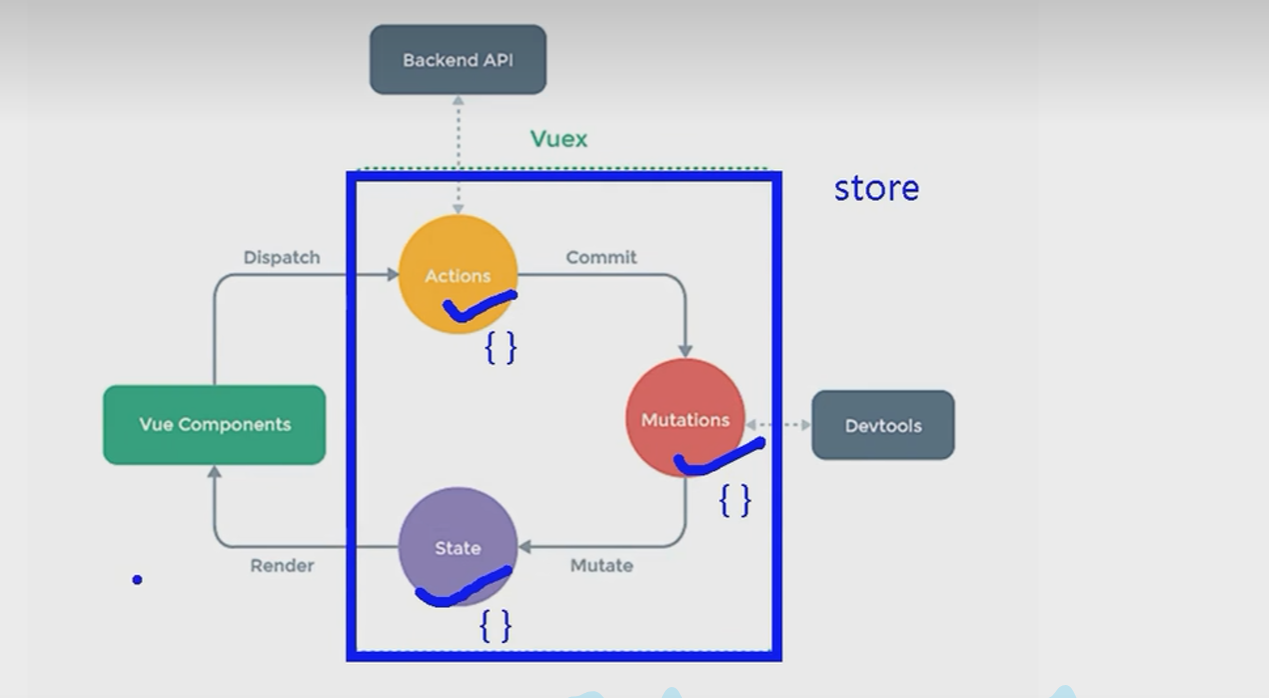 Backend API
Vuex
store
Dispatch
Actions
Commit
{ }
Vue Components
Mutations
Devtools
{ }
State
Render
Mutate
{ }